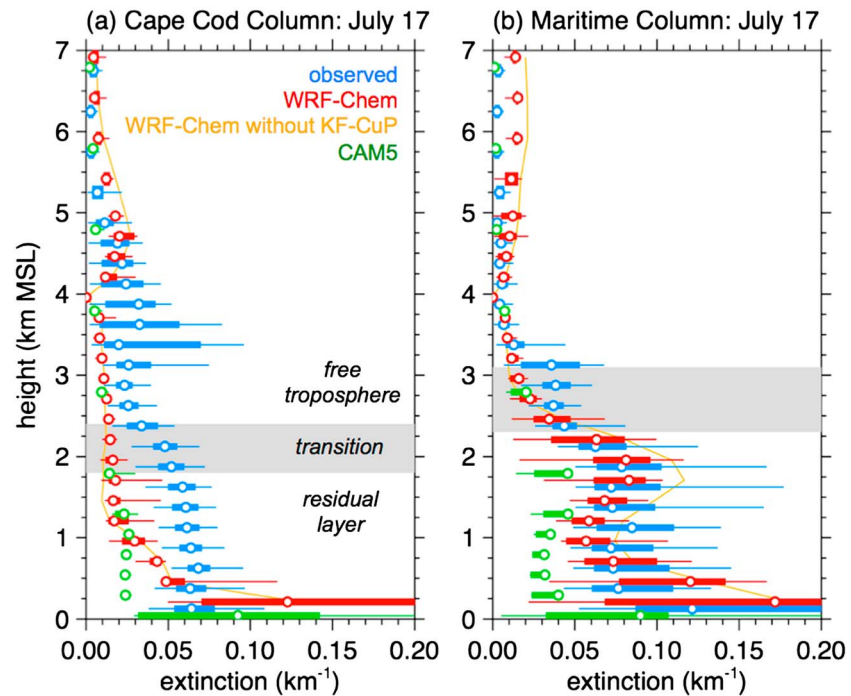 (a) Cape Cod Column: July 17
(b) Maritime Column: July 17
observed
WRF-Chem
WRF-Chem without KF-CuP
CAM5
free
troposphere
transition
residual
layer
height (km MSL)
7
6
5
4
3
2
1
0
0.00 0.05 0.10 0.15 0.20
extinction (km⁻¹)
7
6
5
4
3
2
1
0
0.00 0.05 0.10 0.15 0.20
extinction (km⁻¹)